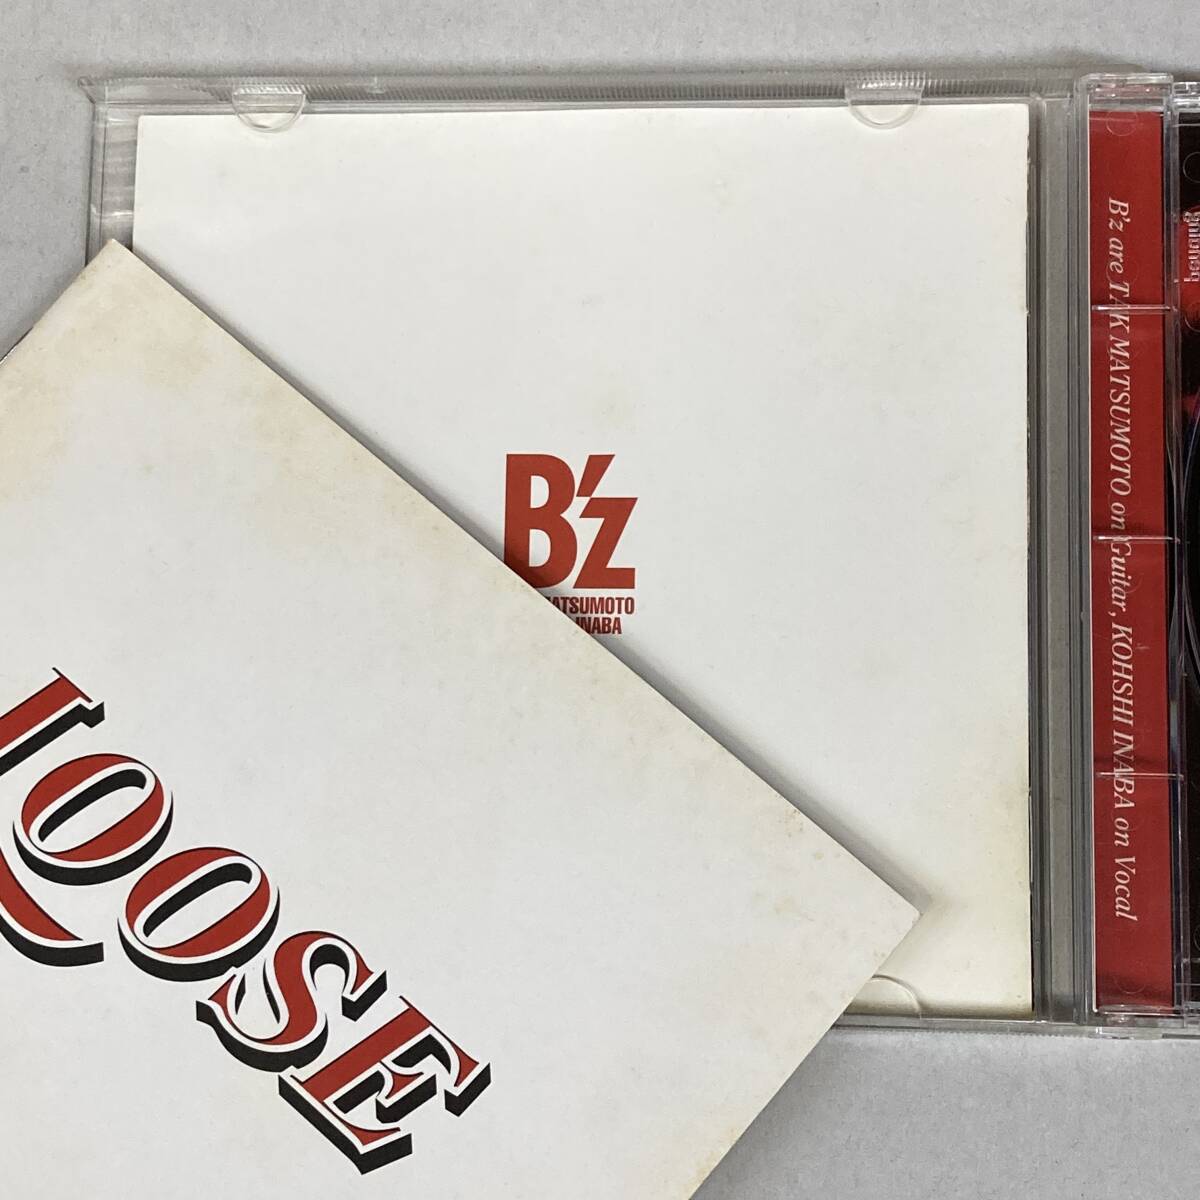 B'z
MATSUMOTO
INABA
LOOSE
B'z are TAK MATSUMOTO on Guitar, KOHSHI INABA on Vocal